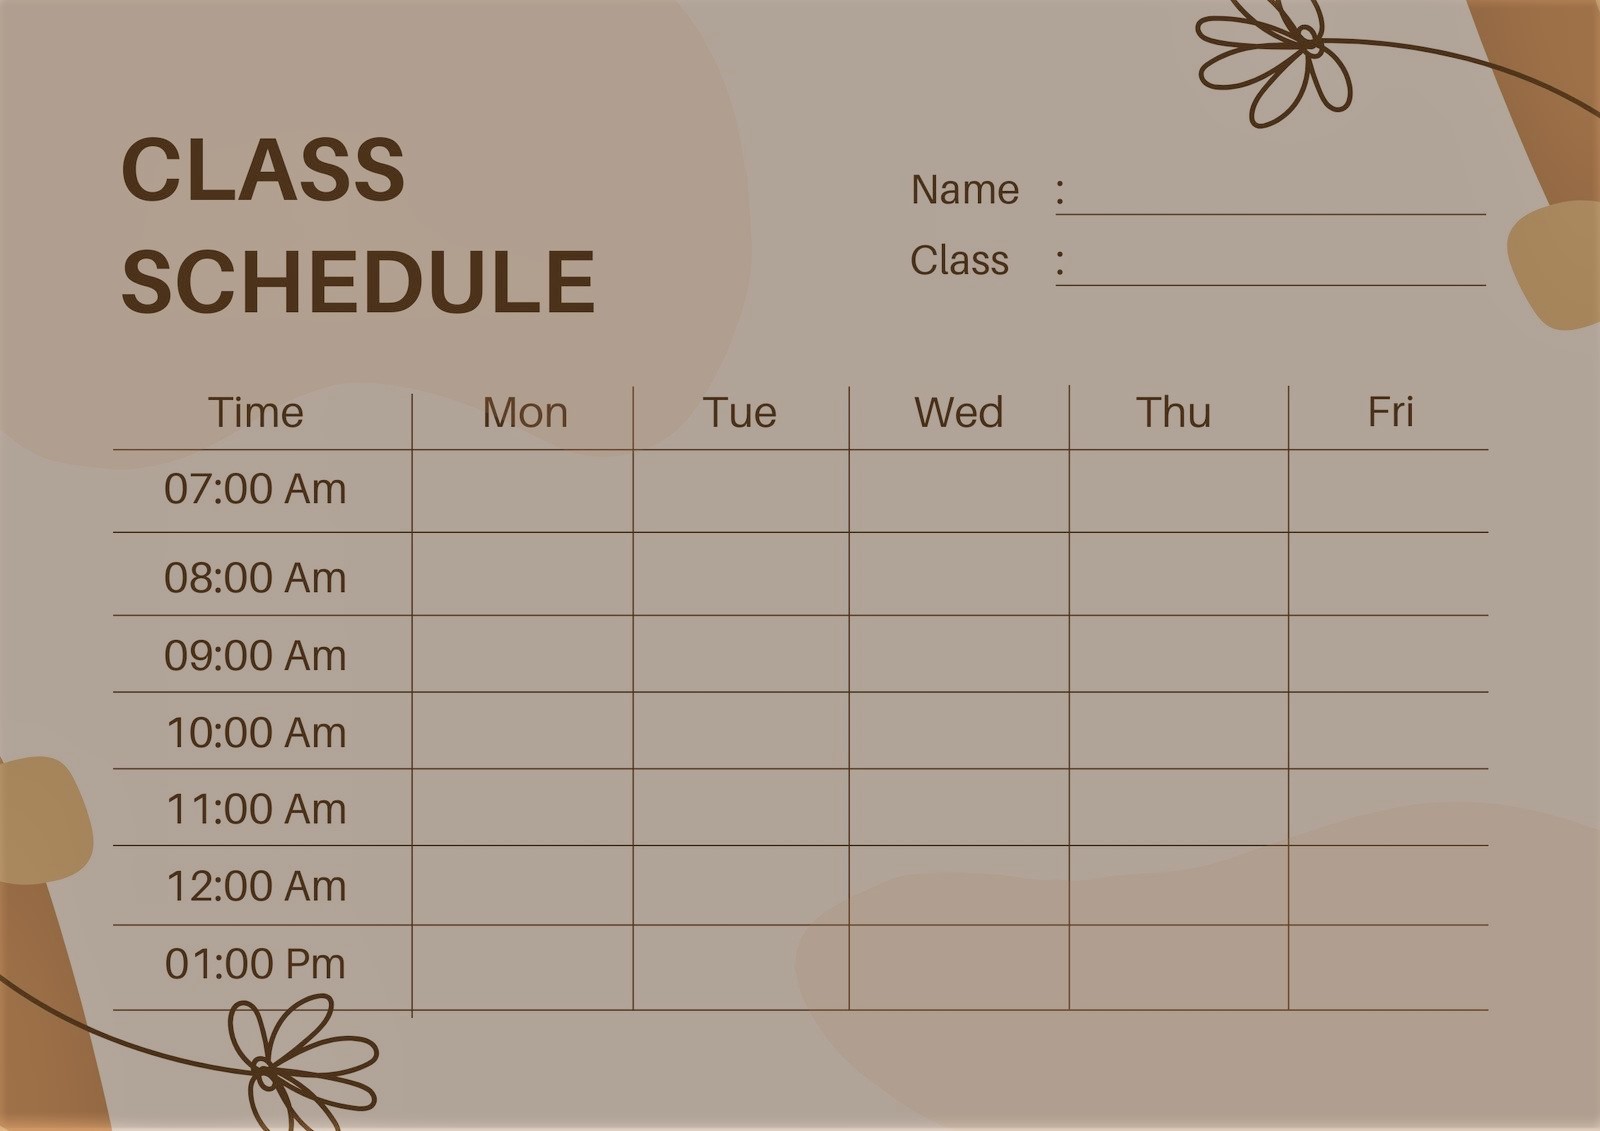 CLASS
SCHEDULE
Name :
Class :
Time Mon Tue Wed Thu Fri
07:00 Am
08:00 Am
09:00 Am
10:00 Am
11:00 Am
12:00 Am
01:00 Pm